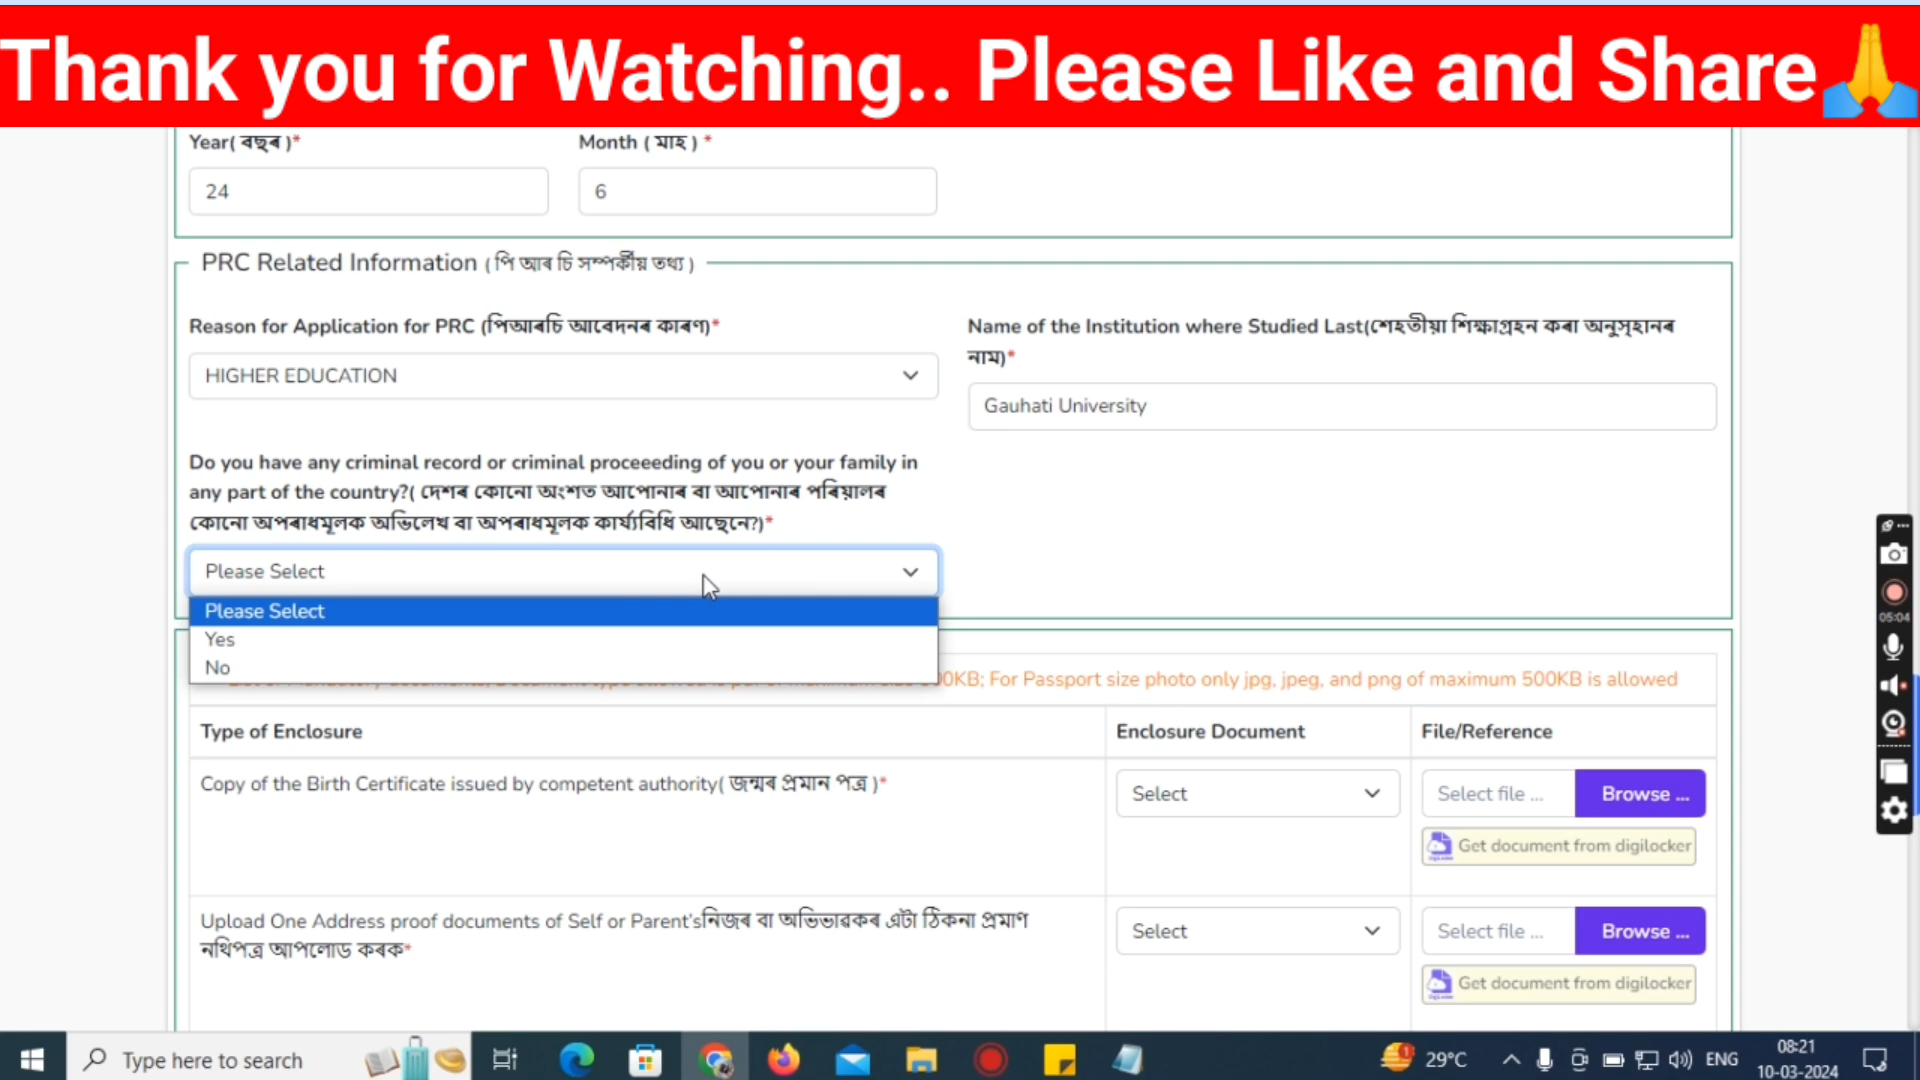 Thank you for Watching.. Please Like and Share🙏
Year( বছৰ )*
Month ( মাহ ) *
24
6
PRC Related Information ( পি আৰ চি সম্পৰ্কীয় তথ্য )
Reason for Application for PRC (পিআৰচি আবেদনৰ কাৰণ)*
HIGHER EDUCATION
Name of the Institution where Studied Last(শেহতীয়া শিক্ষাগ্ৰহন কৰা অনুস্হানৰ
নাম)*
Gauhati University
Do you have any criminal record or criminal proceeeding of you or your family in
any part of the country?( দেশৰ কোনো অংশত আপোনাৰ বা আপোনাৰ পৰিয়ালৰ
কোনো অপৰাধমূলক অভিলেখ বা অপৰাধমূলক কাৰ্য্যবিধি আছেনে?)*
Please Select
Please Select
Yes
No
00KB; For Passport size photo only jpg, jpeg, and png of maximum 500KB is allowed
Type of Enclosure
Enclosure Document
File/Reference
Copy of the Birth Certificate issued by competent authority( জন্মৰ প্ৰমান পত্ৰ )*
Select
Select file ...
Browse ...
Get document from digilocker
Upload One Address proof documents of Self or Parent'sনিজৰ বা অভিভাৱকৰ এটা ঠিকনা প্ৰমাণ
নথিপত্ৰ আপলোড কৰক*
Select
Select file ...
Browse ...
Get document from digilocker
05:04
Type here to search
29°C
ENG
08:21
10-03-2024